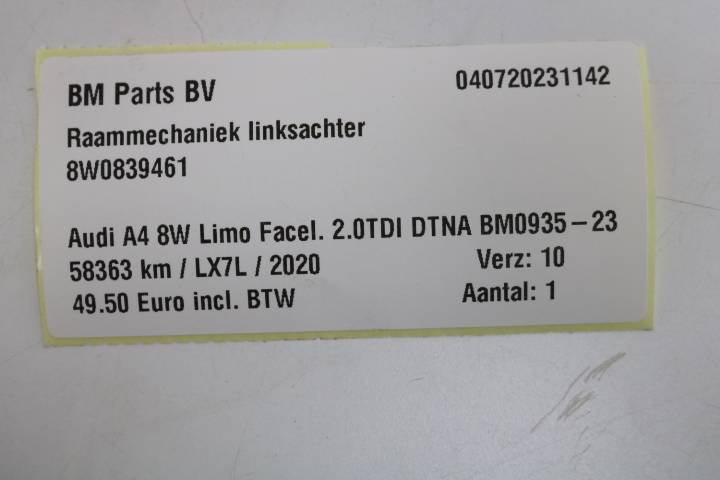 BM Parts BV 040720231142
Raammechaniek linksachter
8W0839461
Audi A4 8W Limo Facel. 2.0TDI DTNA BM0935-23
58363 km / LX7L / 2020 Verz: 10
49.50 Euro incl. BTW Aantal: 1